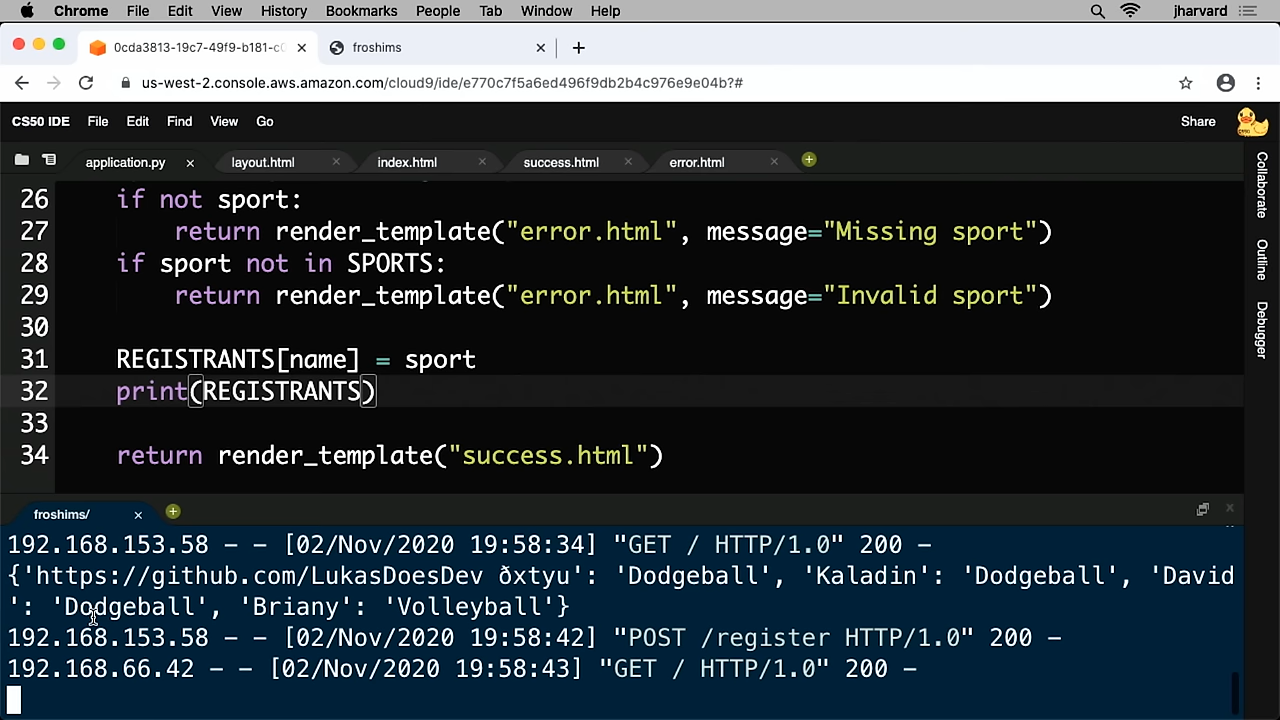 Chrome File Edit View History Bookmarks People Tab Window Help jharvard
0cda3813-19c7-49f9-b181-c0 froshims
us-west-2.console.aws.amazon.com/cloud9/ide/e770c7f5a6ed496f9db2b4c976e9e04b?#
CS50 IDE File Edit Find View Go Share
application.py layout.html index.html success.html error.html
26 if not sport:
27 return render_template("error.html", message="Missing sport")
28 if sport not in SPORTS:
29 return render_template("error.html", message="Invalid sport")
30
31 REGISTRANTS[name] = sport
32 print(REGISTRANTS)
33
34 return render_template("success.html")
Collaborate
Outline
Debugger
froshims/
192.168.153.58 - - [02/Nov/2020 19:58:34] "GET / HTTP/1.0" 200 -
{'https://github.com/LukasDoesDev ðxtyu': 'Dodgeball', 'Kaladin': 'Dodgeball', 'David
': 'Dodgeball', 'Briany': 'Volleyball'}
192.168.153.58 - - [02/Nov/2020 19:58:42] "POST /register HTTP/1.0" 200 -
192.168.66.42 - - [02/Nov/2020 19:58:43] "GET / HTTP/1.0" 200 -